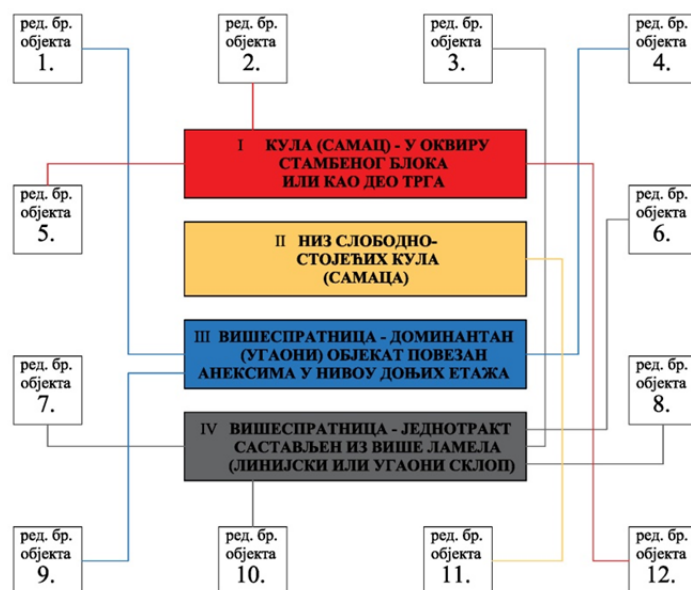 ред. бр.
објекта
1.
ред. бр.
објекта
2.
ред. бр.
објекта
3.
ред. бр.
објекта
4.
I КУЛА (САМАЦ) - У ОКВИРУ
СТАМБЕНОГ БЛОКА
ИЛИ КАО ДЕО ТРГА
ред. бр.
објекта
5.
ред. бр.
објекта
6.
II НИЗ СЛОБОДНО-
СТОЈЕЋИХ КУЛА
(САМАЦА)
III ВИШЕСПРАТНИЦА - ДОМИНАНТАН
(УГАОНИ) ОБЈЕКАТ ПОВЕЗАН
АНЕКСИМА У НИВОУ ДОЊИХ ЕТАЖА
ред. бр.
објекта
7.
ред. бр.
објекта
8.
IV ВИШЕСПРАТНИЦА - ЈЕДНОТРАКТ
САСТАВЉЕН ИЗ ВИШЕ ЛАМЕЛА
(ЛИНИЈСКИ ИЛИ УГАОНИ СКЛОП)
ред. бр.
објекта
9.
ред. бр.
објекта
10.
ред. бр.
објекта
11.
ред. бр.
објекта
12.